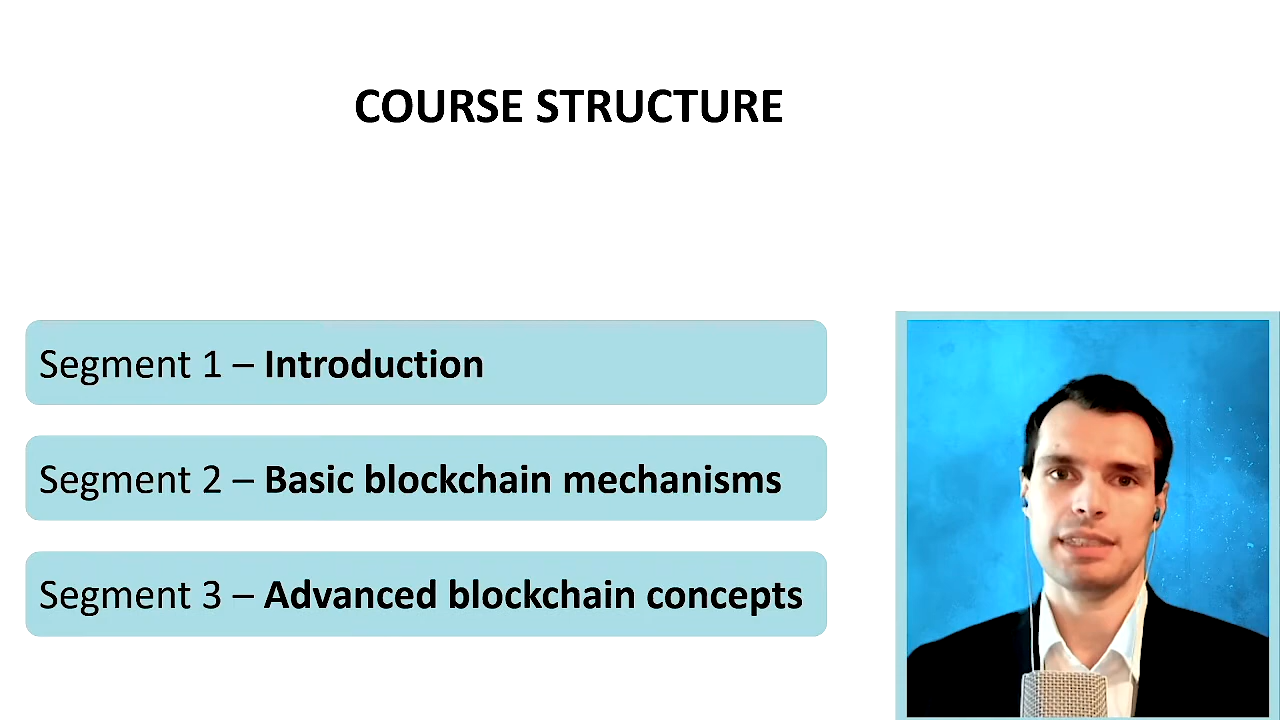 COURSE STRUCTURE
Segment 1 – Introduction
Segment 2 – Basic blockchain mechanisms
Segment 3 – Advanced blockchain concepts